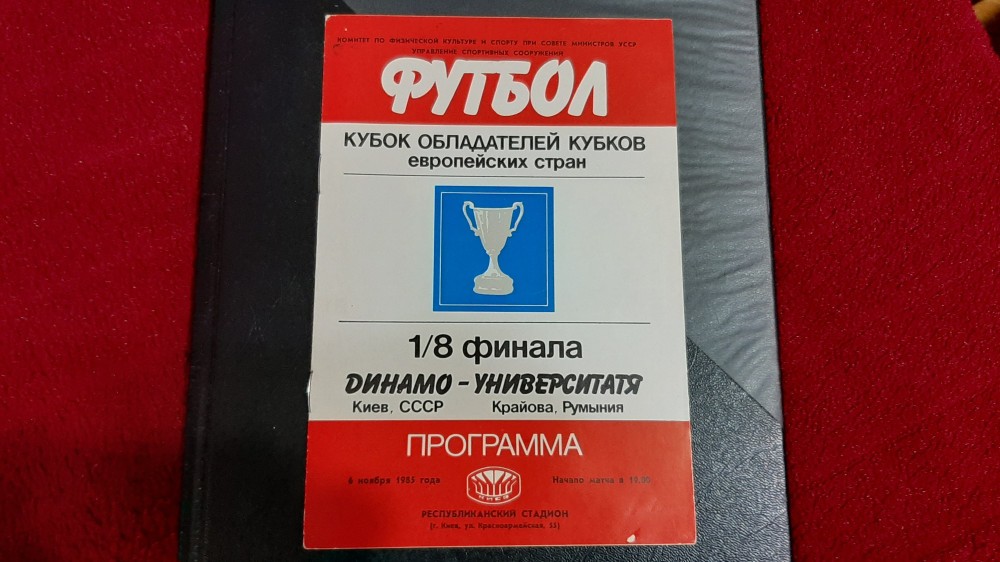 КОМИТЕТ ПО ФИЗИЧЕСКОЙ КУЛЬТУРЕ И СПОРТУ ПРИ СОВЕТЕ МИНИСТРОВ УССР
УПРАВЛЕНИЕ СПОРТИВНЫХ СООРУЖЕНИЙ
ФУТБОЛ
КУБОК ОБЛАДАТЕЛЕЙ КУБКОВ
европейских стран
1/8 финала
ДИНАМО – УНИВЕРСИТАТЯ
Киев, СССР Крайова, Румыния
ПРОГРАММА
6 ноября 1985 года Начало матча в 19.00
КИЕВ
РЕСПУБЛИКАНСКИЙ СТАДИОН
(г. Киев, ул. Красноармейская, 55)